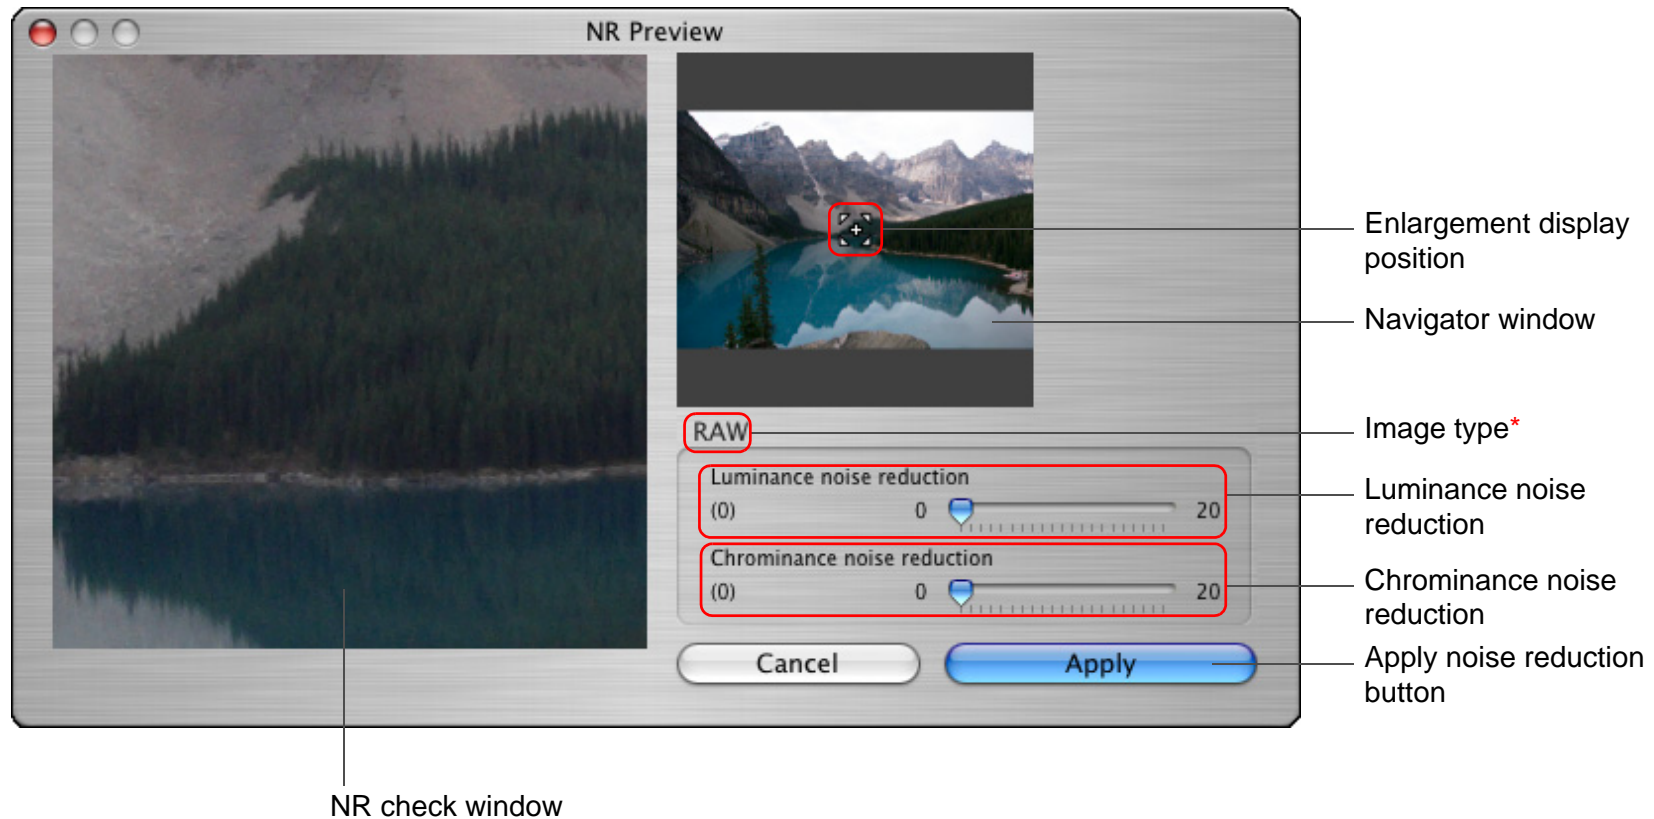 NR Preview
Enlargement display
position
Navigator window
RAW
Image type*
Luminance noise reduction
(0) 0 20
Luminance noise
reduction
Chrominance noise reduction
(0) 0 20
Chrominance noise
reduction
Cancel Apply
Apply noise reduction
button
NR check window